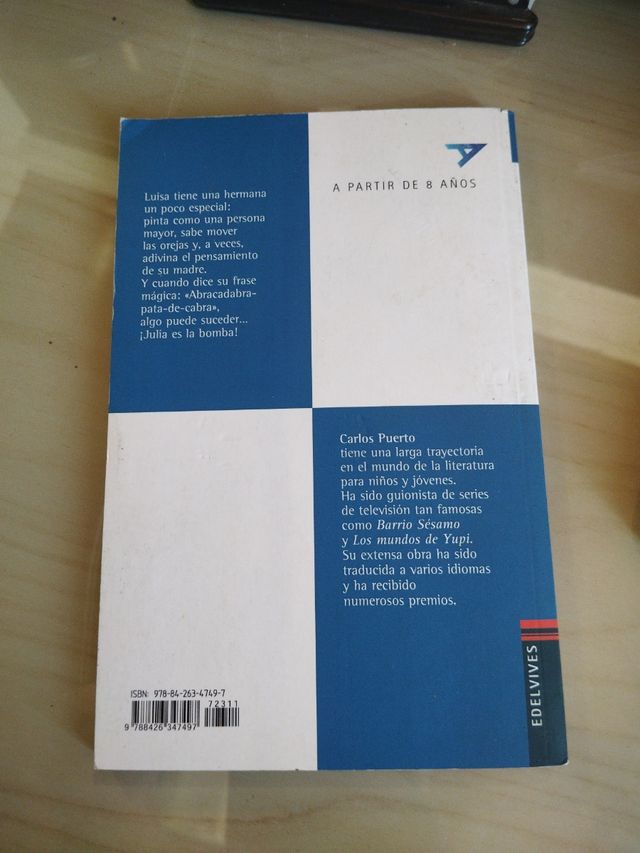 A PARTIR DE 8 AÑOS
Luisa tiene una hermana
un poco especial:
pinta como una persona
mayor, sabe mover
las orejas y, a veces,
adivina el pensamiento
de su madre.
Y cuando dice su frase
mágica: «Abracadabra-
pata-de-cabra»,
algo puede suceder...
¡Julia es la bomba!
Carlos Puerto
tiene una larga trayectoria
en el mundo de la literatura
para niños y jóvenes.
Ha sido guionista de series
de televisión tan famosas
como Barrio Sésamo
y Los mundos de Yupi.
Su extensa obra ha sido
traducida a varios idiomas
y ha recibido
numerosos premios.
ISBN: 978-84-263-4749-7
72311
9 788426 347497
EDELVIVES